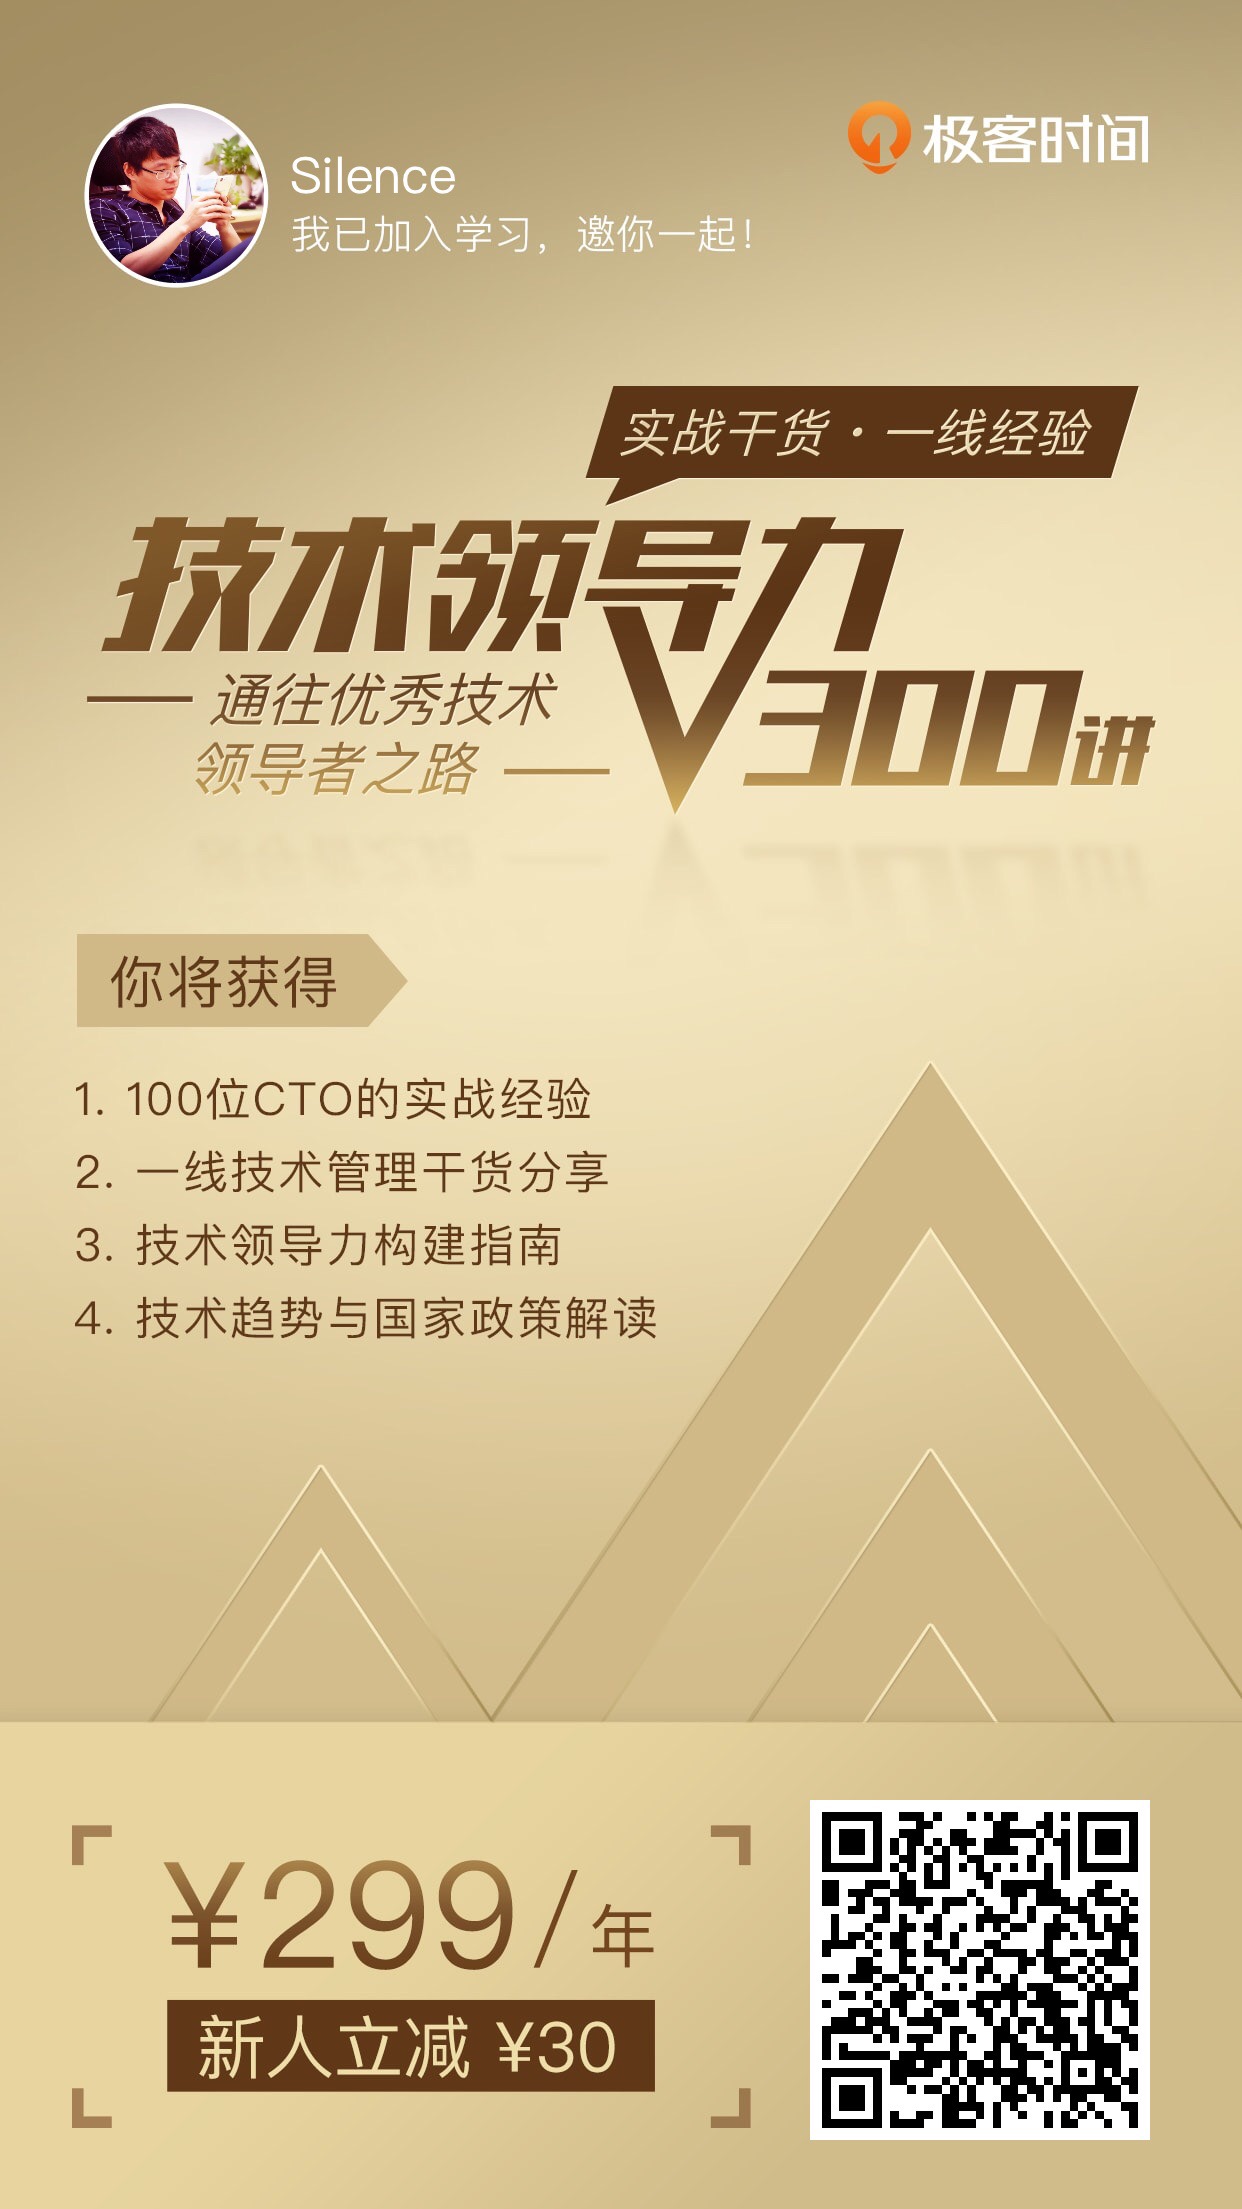 极客时间
Silence
我已加入学习，邀你一起！
实战干货·一线经验
技术领导力
300讲
通往优秀技术
领导者之路
你将获得
1. 100位CTO的实战经验
2. 一线技术管理干货分享
3. 技术领导力构建指南
4. 技术趋势与国家政策解读
¥299/年
新人立减 ¥30